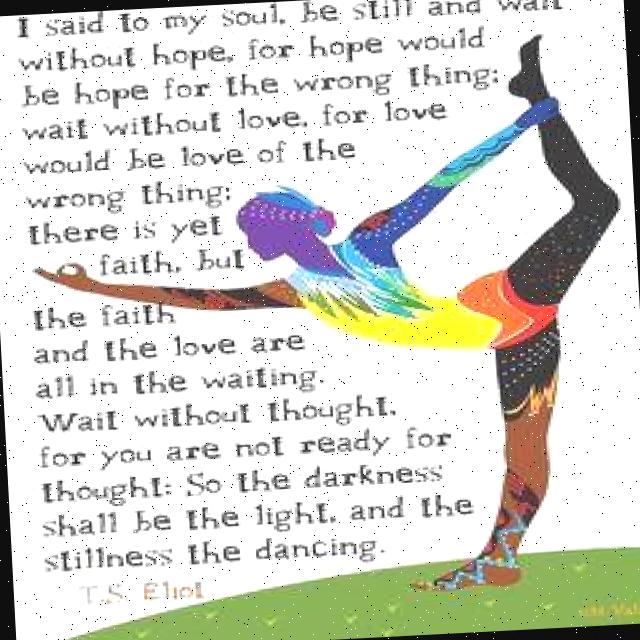 I said to my soul, be still and wait
without hope, for hope would
be hope for the wrong thing;
wait without love, for love
would be love of the
wrong thing;
there is yet
faith, but
the faith
and the love are
all in the waiting.
Wait without thought,
for you are not ready for
thought: So the darkness
shall be the light, and the
stillness the dancing.
T.S. Eliot